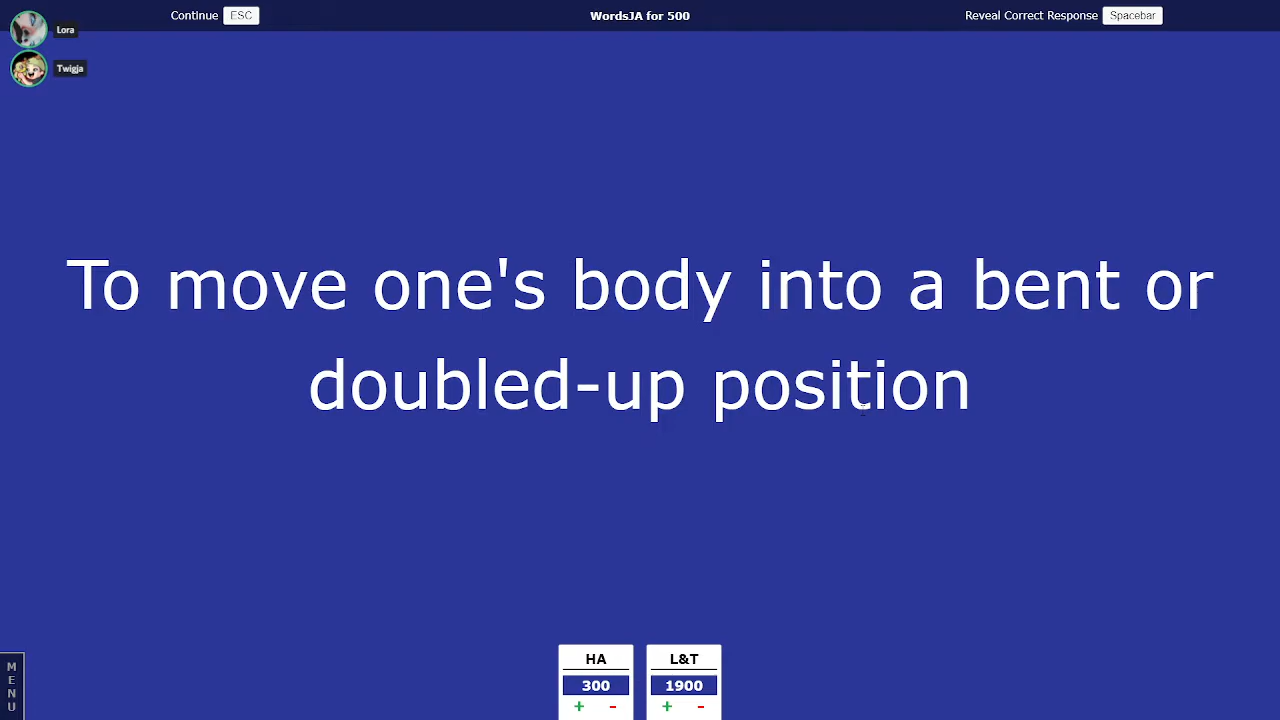 Continue ESC
WordsJA for 500
Reveal Correct Response Spacebar
Lora
Twigja
To move one's body into a bent or
doubled-up position
MENU
HA
300
+ -
L&T
1900
+ -